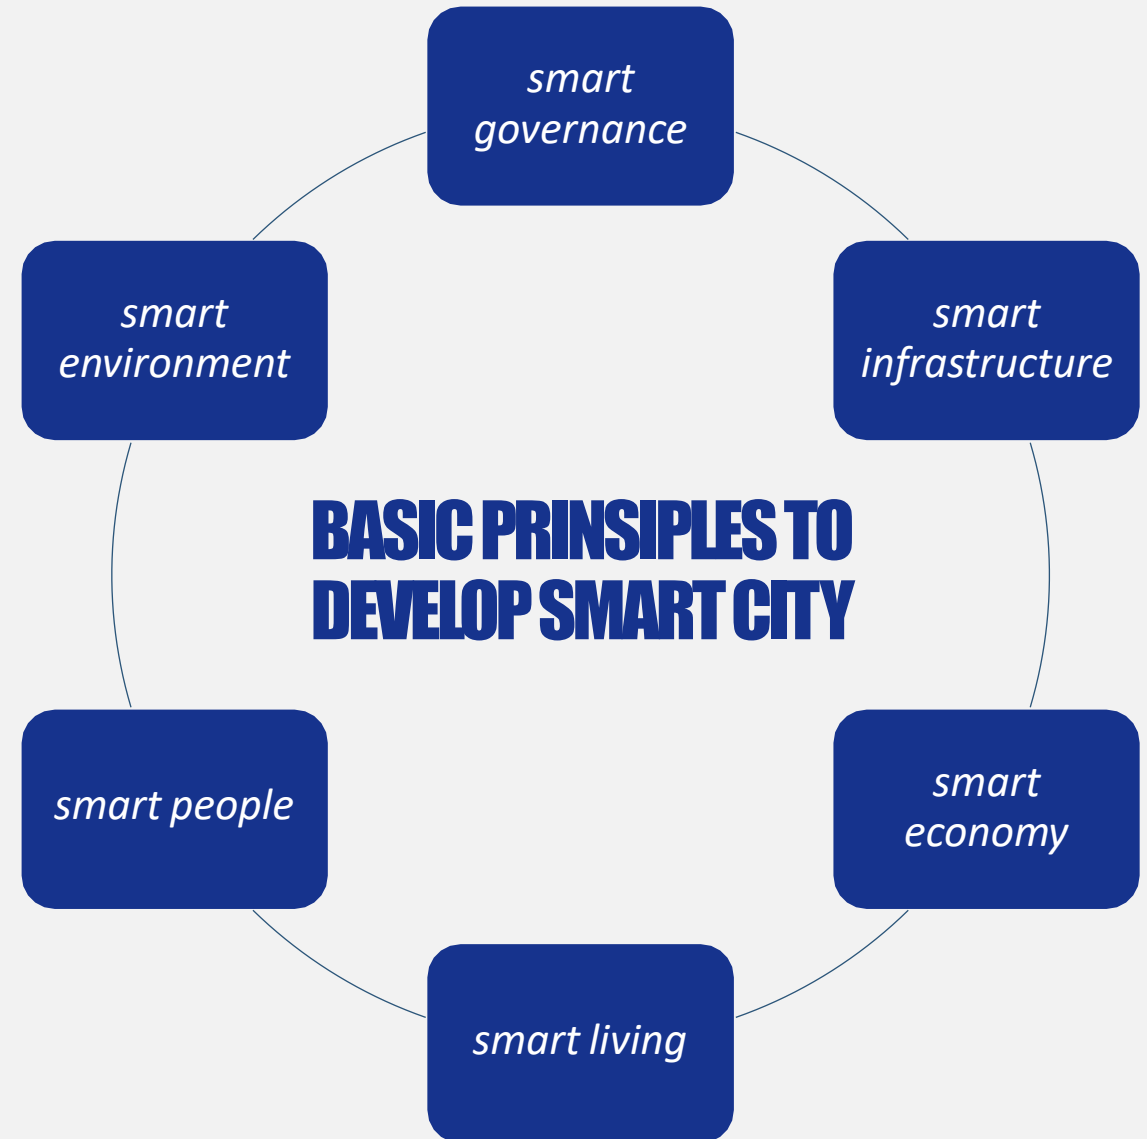 smart
governance
smart
environment
smart
infrastructure
BASIC PRINSIPLES TO
DEVELOP SMART CITY
smart people
smart
economy
smart living